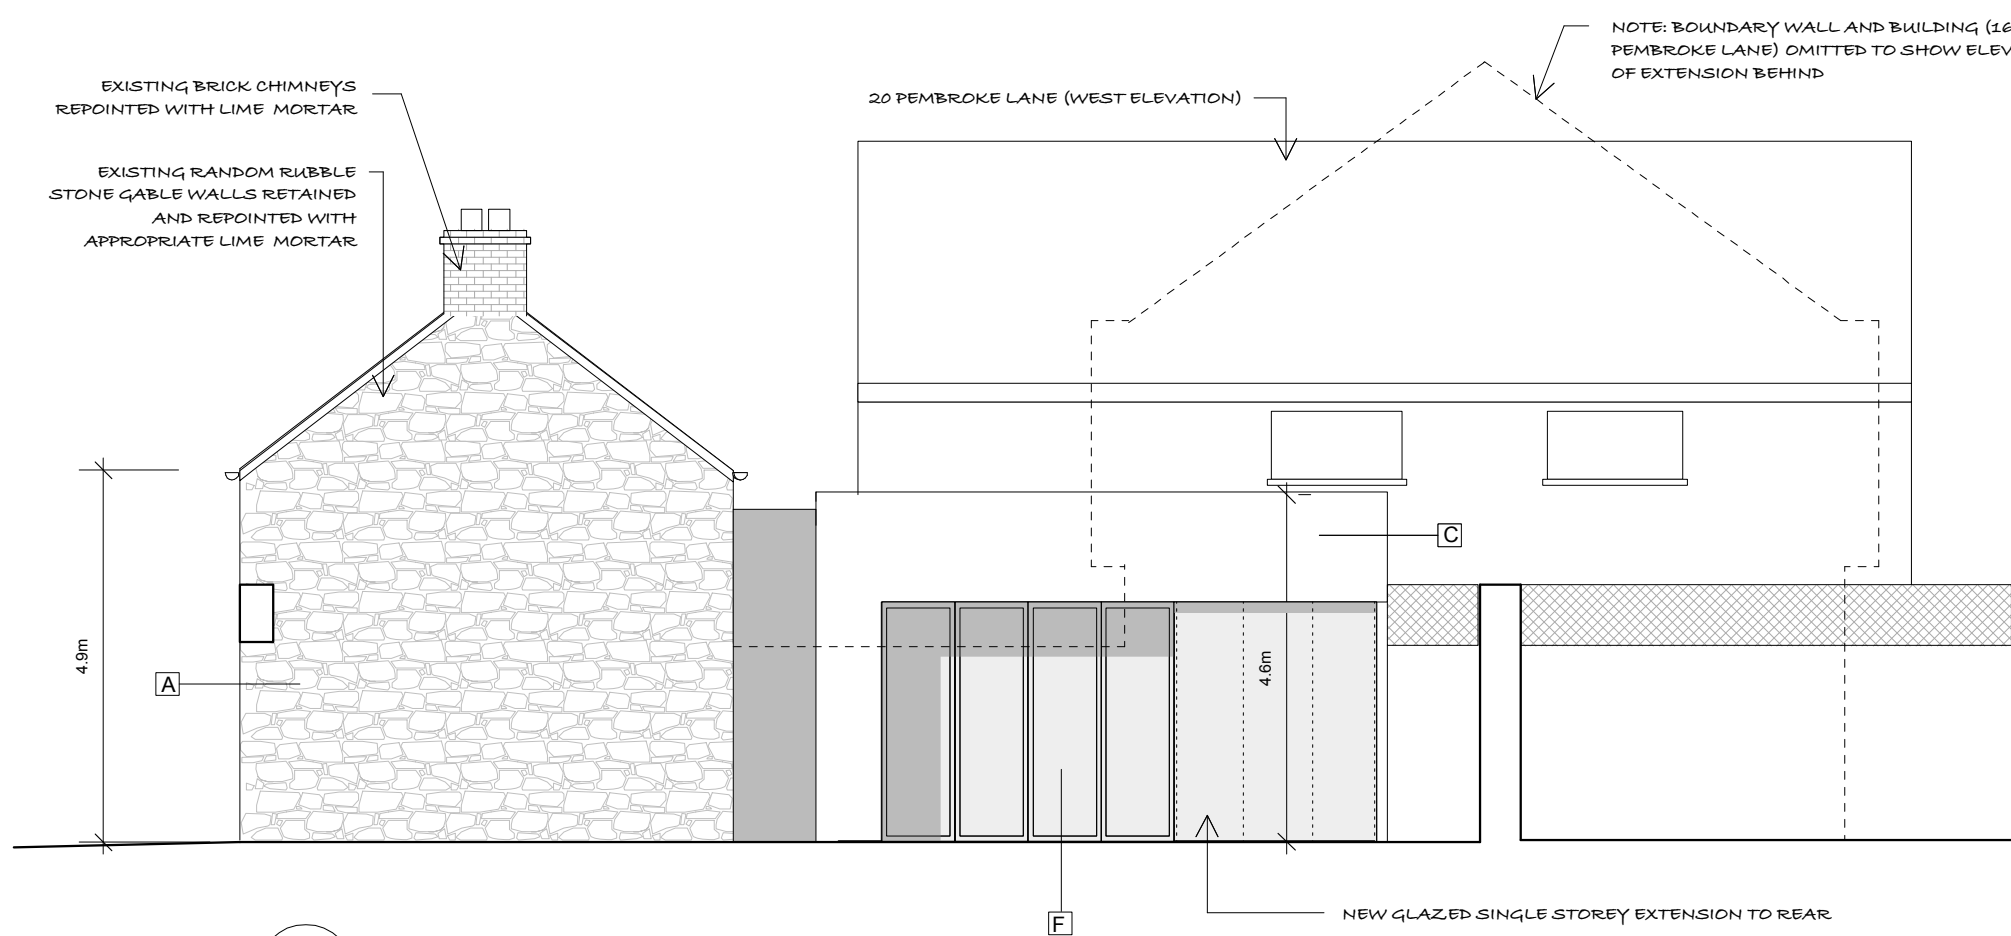 NOTE: BOUNDARY WALL AND BUILDING (16
PEMBROKE LANE) OMITTED TO SHOW ELEV
OF EXTENSION BEHIND
EXISTING BRICK CHIMNEYS
REPOINTED WITH LIME MORTAR
20 PEMBROKE LANE (WEST ELEVATION)
EXISTING RANDOM RUBBLE
STONE GABLE WALLS RETAINED
AND REPOINTED WITH
APPROPRIATE LIME MORTAR
C
4.9m
4.6m
A
F
NEW GLAZED SINGLE STOREY EXTENSION TO REAR